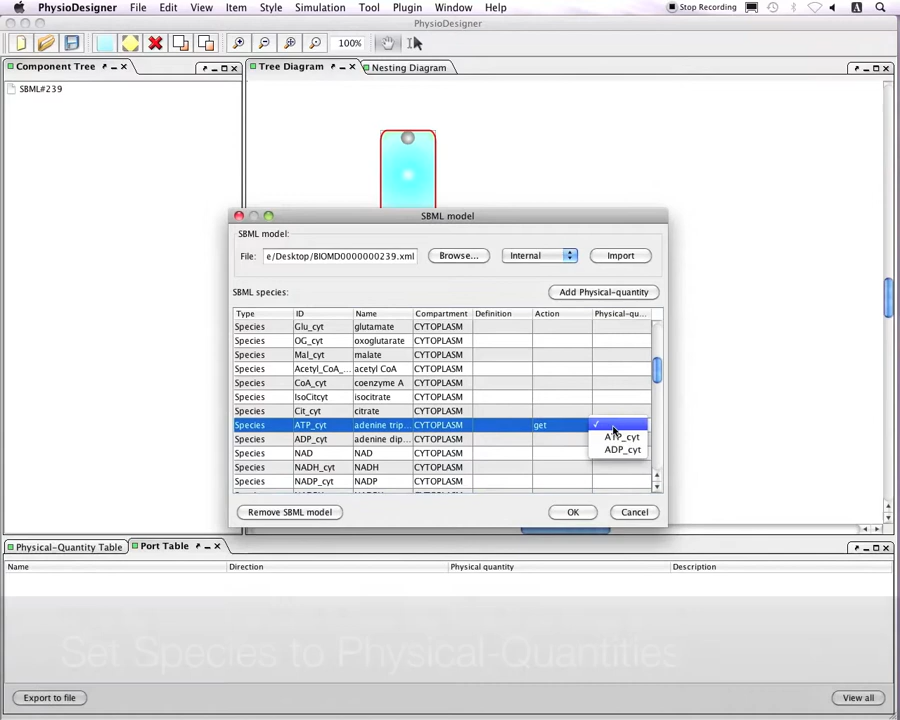 PhysioDesigner File Edit View Item Style Simulation Tool Plugin Window Help Stop Recording A
PhysioDesigner
100%
Component Tree
Tree Diagram
Nesting Diagram
SBML#239
SBML model
SBML model:
File: e/Desktop/BIOMD0000000239.xml Browse... Internal Import
SBML species: Add Physical-quantity
Type ID Name Compartment Definition Action Physical-qu...
Species Glu_cyt glutamate CYTOPLASM
Species OG_cyt oxoglutarate CYTOPLASM
Species Mal_cyt malate CYTOPLASM
Species Acetyl_CoA_... acetyl CoA CYTOPLASM
Species CoA_cyt coenzyme A CYTOPLASM
Species IsoCitcyt isocitrate CYTOPLASM
Species Cit_cyt citrate CYTOPLASM
Species ATP_cyt adenine trip... CYTOPLASM get
ATP_cyt
Species ADP_cyt adenine dip... CYTOPLASM
ADP_cyt
Species NAD NAD CYTOPLASM
Species NADH_cyt NADH CYTOPLASM
Species NADP_cyt NADP CYTOPLASM
Remove SBML model OK Cancel
Physical-Quantity Table
Port Table
Name Direction Physical quantity Description
Set Species to Physical-Quantities
Export to file View all